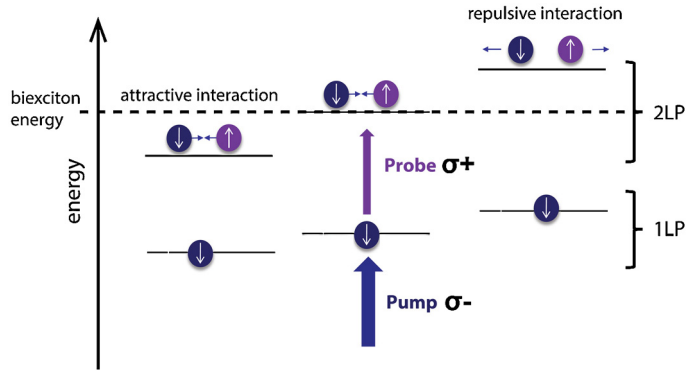 repulsive interaction
biexciton
energy
attractive interaction
2LP
Probe σ+
energy
1LP
Pump σ-